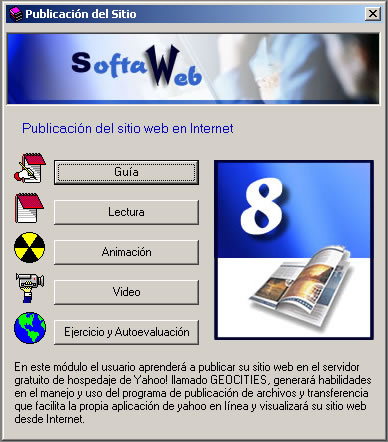 Publicación del Sitio
SoftaWeb
Publicación del sitio web en Internet
Guía
Lectura
Animación
Video
Ejercicio y Autoevaluación
8
En este módulo el usuario aprenderá a publicar su sitio web en el servidor
gratuito de hospedaje de Yahoo! llamado GEOCITIES, generará habilidades
en el manejo y uso del programa de publicación de archivos y transferencia
que facilita la propia aplicación de yahoo en línea y visualizará su sitio web
desde Internet.